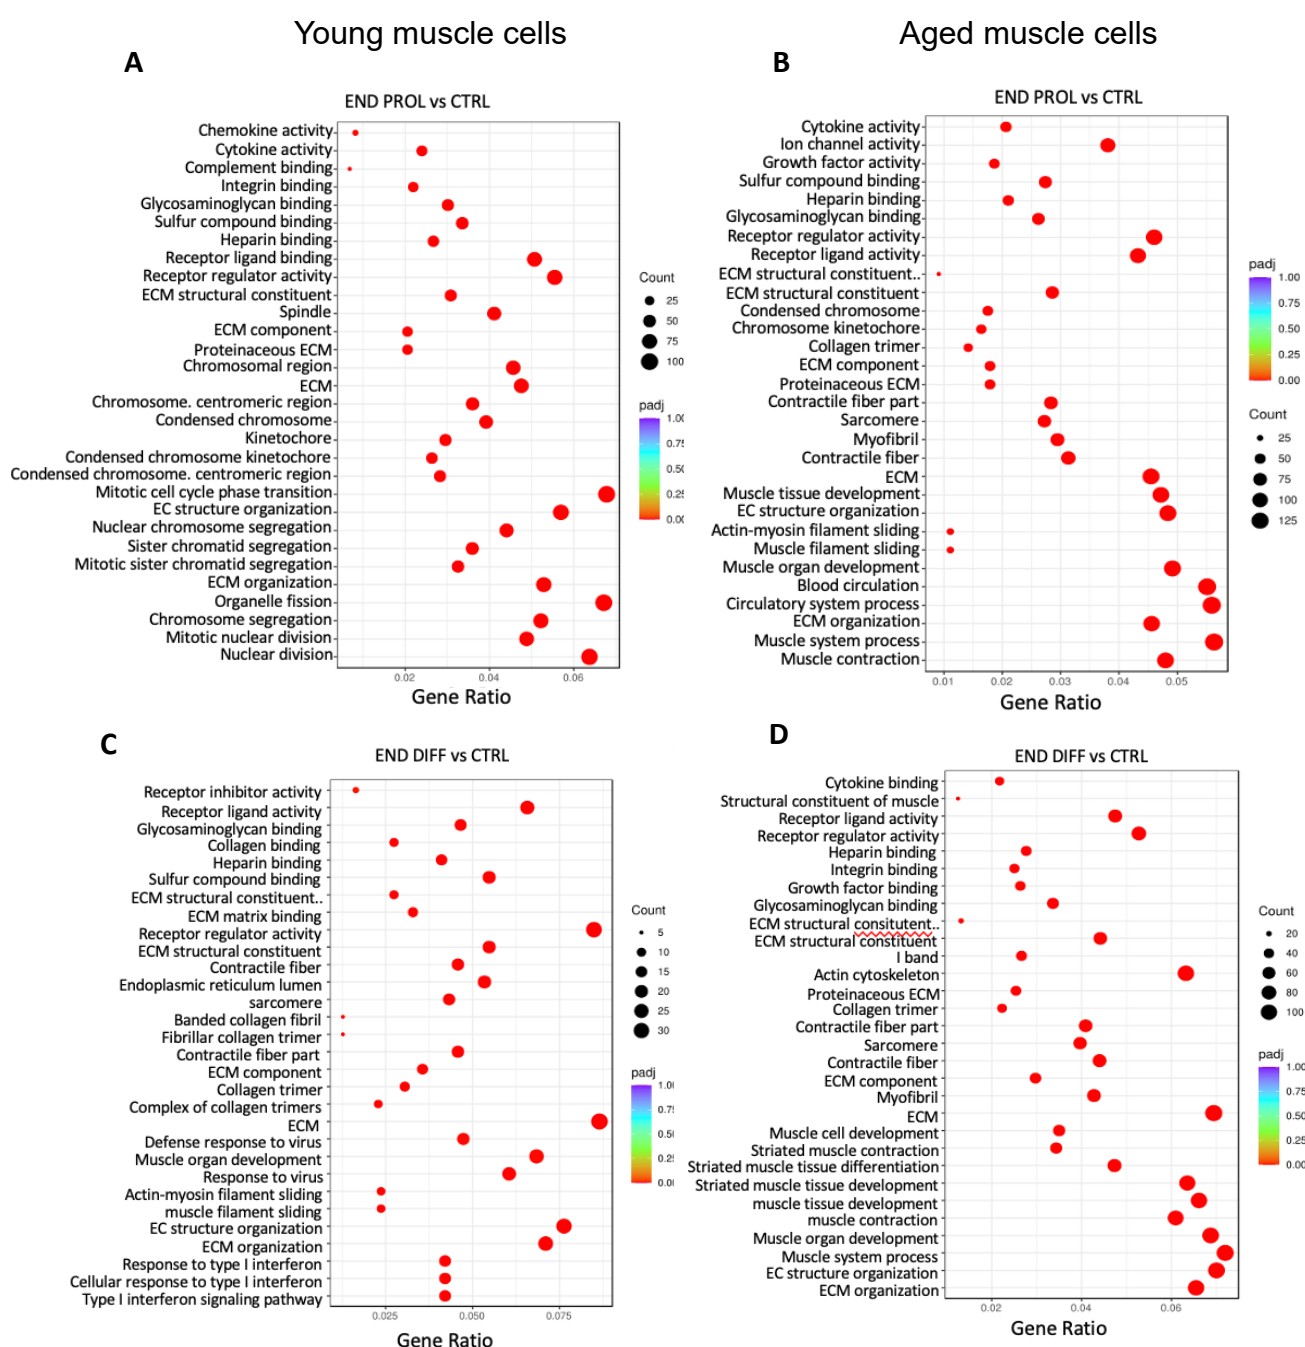 Young muscle cells
Aged muscle cells
A
END PROL vs CTRL
Chemokine activity
Cytokine activity
Complement binding
Integrin binding
Glycosaminoglycan binding
Sulfur compound binding
Heparin binding
Receptor ligand binding
Receptor regulator activity
ECM structural constituent
Spindle
ECM component
Proteinaceous ECM
Chromosomal region
ECM
Chromosome. centromeric region
Condensed chromosome
Kinetochore
Condensed chromosome kinetochore
Condensed chromosome. centromeric region
Mitotic cell cycle phase transition
EC structure organization
Nuclear chromosome segregation
Sister chromatid segregation
Mitotic sister chromatid segregation
ECM organization
Organelle fission
Chromosome segregation
Mitotic nuclear division
Nuclear division
0.02 0.04 0.06
Gene Ratio
Count
25
50
75
100
padj
1.00
0.75
0.50
0.25
0.00
B
END PROL vs CTRL
Cytokine activity
Ion channel activity
Growth factor activity
Sulfur compound binding
Heparin binding
Glycosaminoglycan binding
Receptor regulator activity
Receptor ligand activity
ECM structural constituent..
ECM structural constituent
Condensed chromosome
Chromosome kinetochore
Collagen trimer
ECM component
Proteinaceous ECM
Contractile fiber part
Sarcomere
Myofibril
Contractile fiber
ECM
Muscle tissue development
EC structure organization
Actin-myosin filament sliding
Muscle filament sliding
Muscle organ development
Blood circulation
Circulatory system process
ECM organization
Muscle system process
Muscle contraction
0.01 0.02 0.03 0.04 0.05
Gene Ratio
padj
1.00
0.75
0.50
0.25
0.00
Count
25
50
75
100
125
C
END DIFF vs CTRL
Receptor inhibitor activity
Receptor ligand activity
Glycosaminoglycan binding
Collagen binding
Heparin binding
Sulfur compound binding
ECM structural constituent..
ECM matrix binding
Receptor regulator activity
ECM structural constituent
Contractile fiber
Endoplasmic reticulum lumen
sarcomere
Banded collagen fibril
Fibrillar collagen trimer
Contractile fiber part
ECM component
Collagen trimer
Complex of collagen trimers
ECM
Defense response to virus
Muscle organ development
Response to virus
Actin-myosin filament sliding
muscle filament sliding
EC structure organization
ECM organization
Response to type I interferon
Cellular response to type I interferon
Type I interferon signaling pathway
0.025 0.050 0.075
Gene Ratio
Count
5
10
15
20
25
30
padj
1.0
0.75
0.50
0.25
0.00
D
END DIFF vs CTRL
Cytokine binding
Structural constituent of muscle
Receptor ligand activity
Receptor regulator activity
Heparin binding
Integrin binding
Growth factor binding
Glycosaminoglycan binding
ECM structural consitutent..
ECM structural constituent
I band
Actin cytoskeleton
Proteinaceous ECM
Collagen trimer
Contractile fiber part
Sarcomere
Contractile fiber
ECM component
Myofibril
ECM
Muscle cell development
Striated muscle contraction
Striated muscle tissue differentiation
Striated muscle tissue development
muscle tissue development
muscle contraction
Muscle organ development
Muscle system process
EC structure organization
ECM organization
0.02 0.04 0.06
Gene Ratio
Count
20
40
60
80
100
padj
1.00
0.75
0.50
0.25
0.00